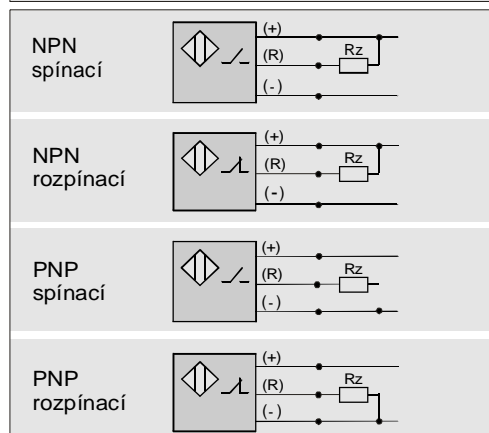 NPN
spínací
(+)
(R)
Rz
(-)
NPN
rozpínací
(+)
(R)
Rz
(-)
PNP
spínací
(+)
(R)
Rz
(-)
PNP
rozpínací
(+)
(R)
Rz
(-)